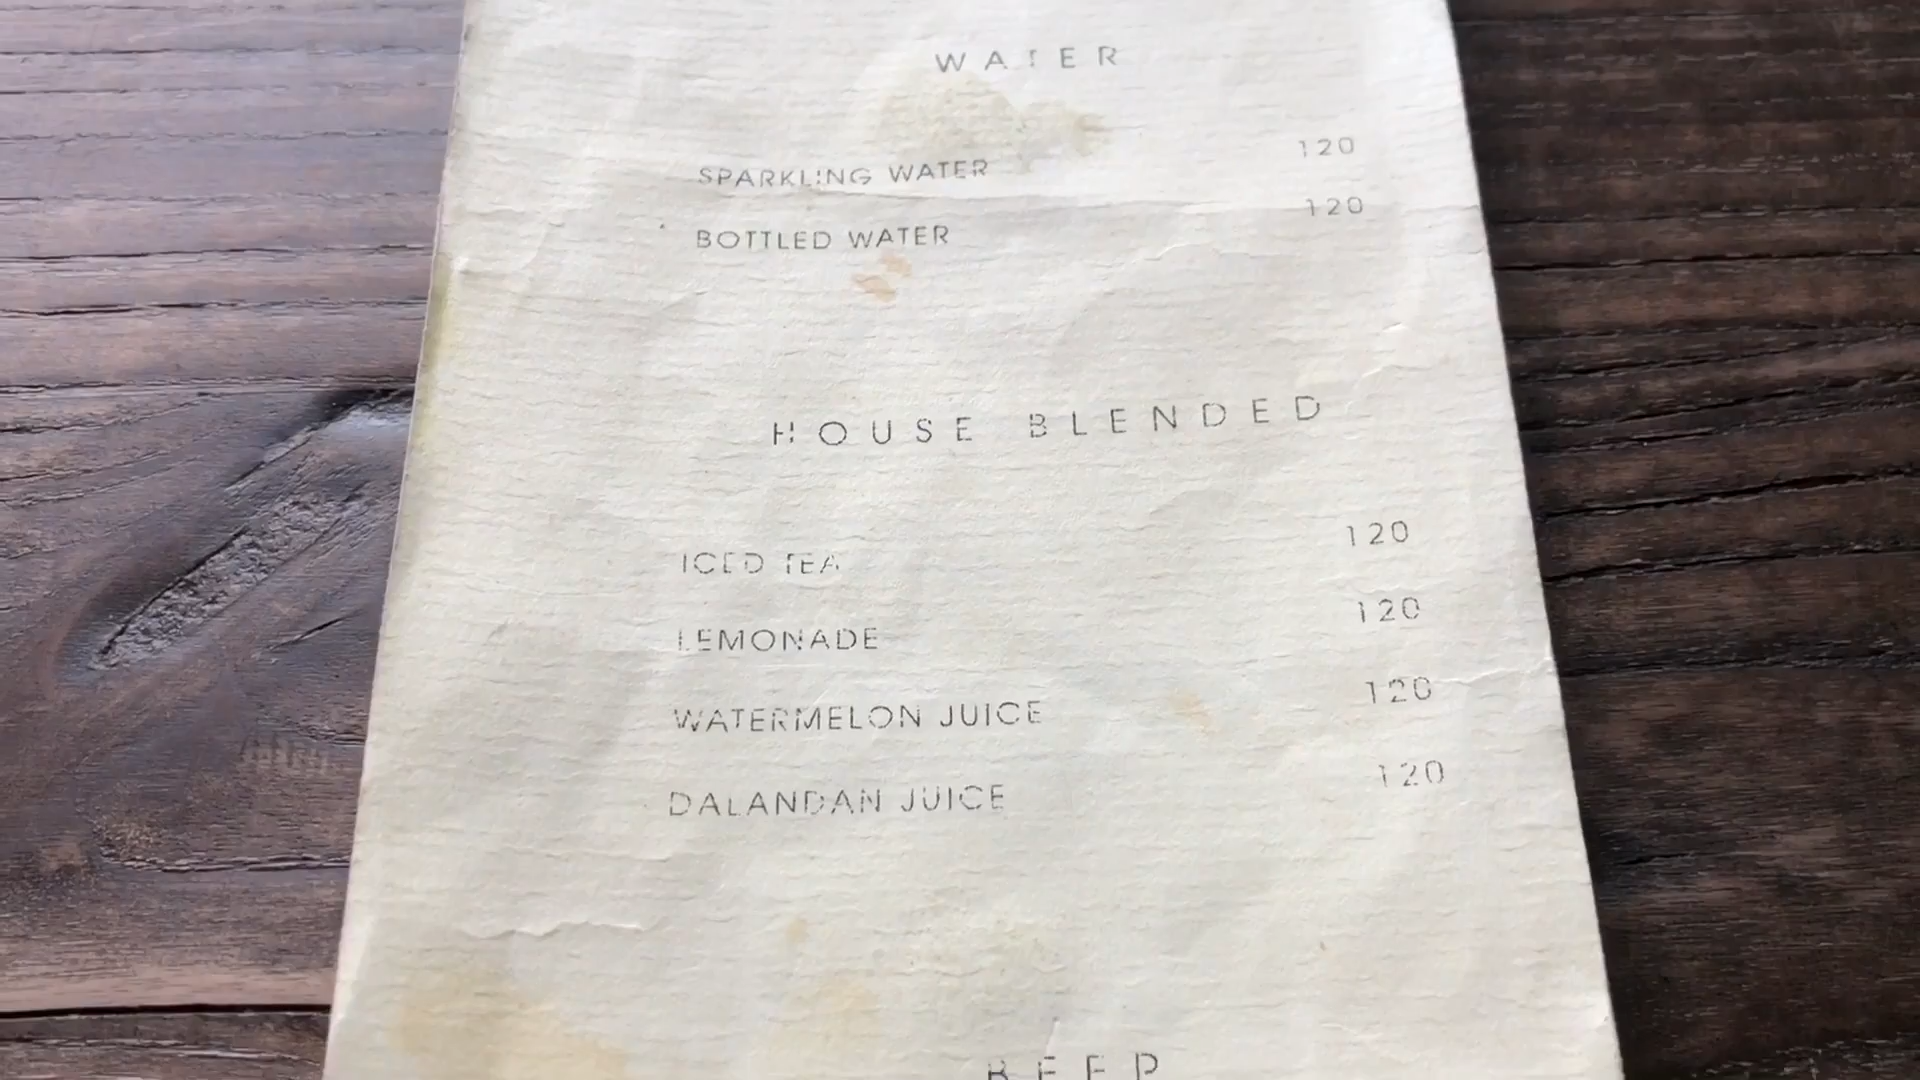 WATER
SPARKLING WATER 120
BOTTLED WATER 120
HOUSE BLENDED
ICED TEA 120
LEMONADE 120
WATERMELON JUICE 120
DALANDAN JUICE 120